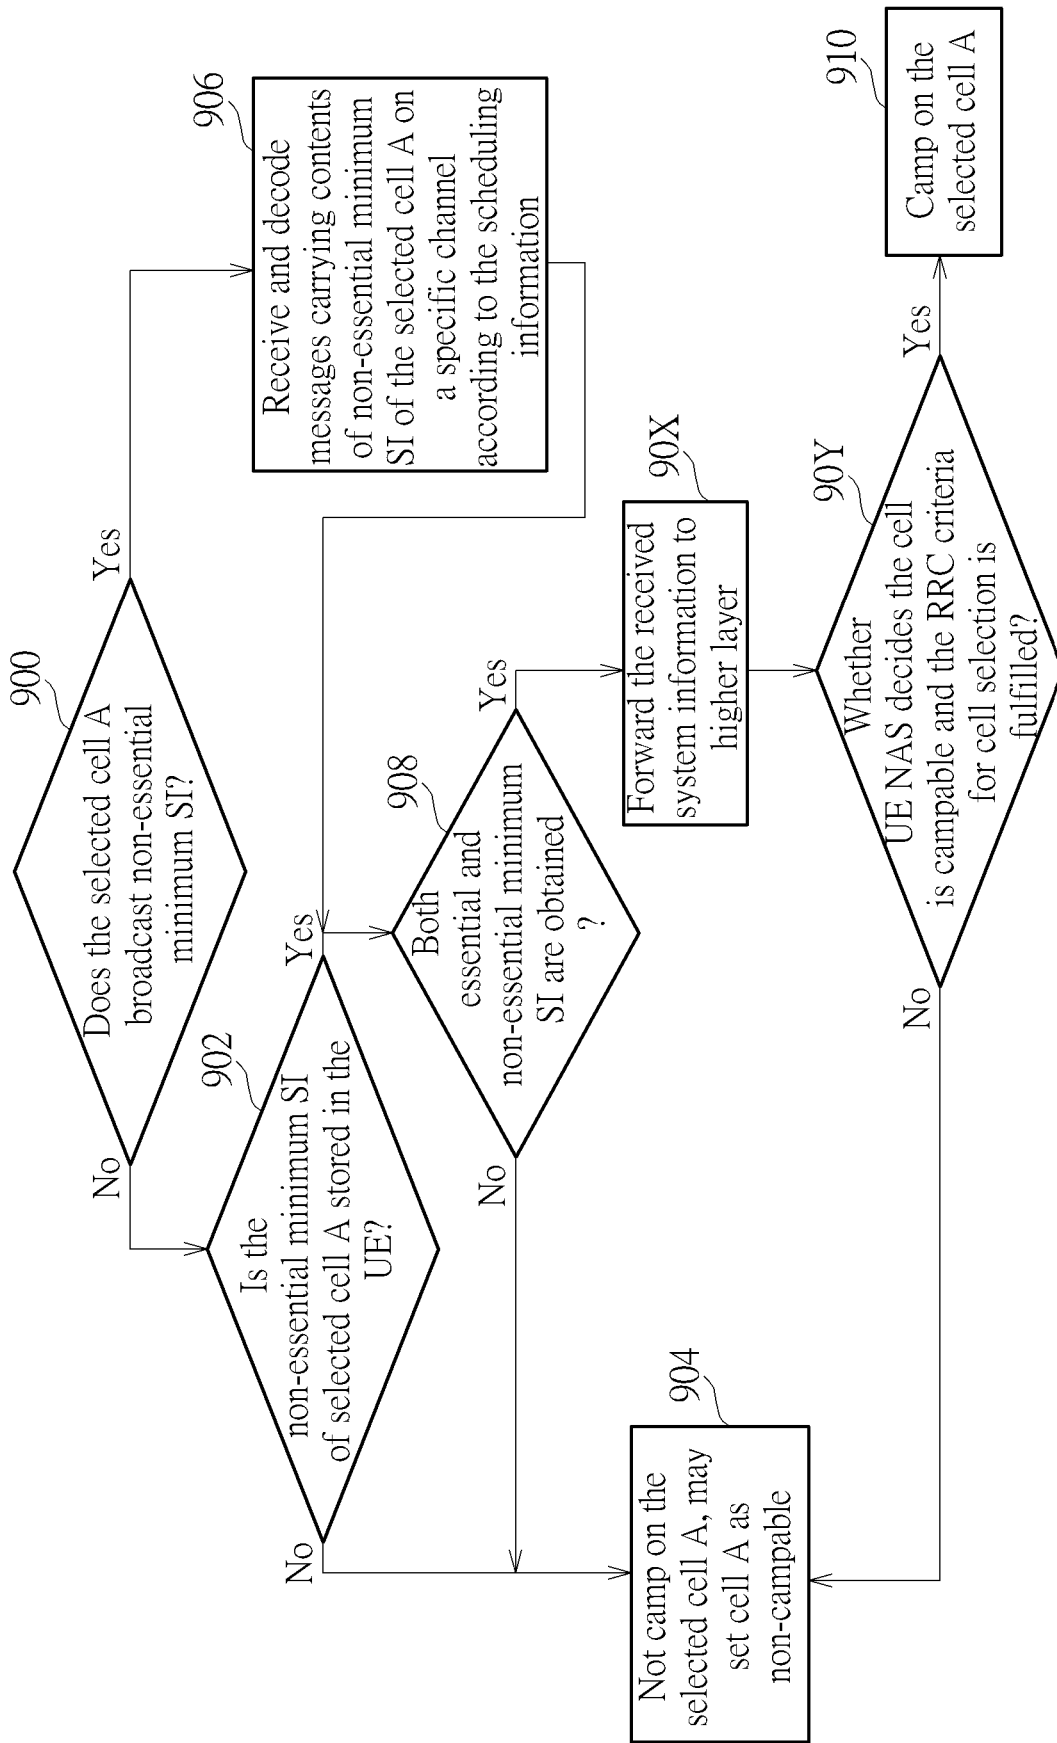 900
Does the selected cell A
broadcast non-essential
minimum SI?
No
Yes
902
Is the
non-essential minimum SI
of selected cell A stored in the
UE?
No
Yes
906
Receive and decode
messages carrying contents
of non-essential minimum
SI of the selected cell A on
a specific channel
according to the scheduling
information
908
Both
essential and
non-essential minimum
SI are obtained
?
No
Yes
904
Not camp on the
selected cell A, may
set cell A as
non-campable
90X
Forward the received
system information to
higher layer
90Y
Whether
UE NAS decides the cell
is campable and the RRC criteria
for cell selection is
fulfilled?
No
Yes
910
Camp on the
selected cell A